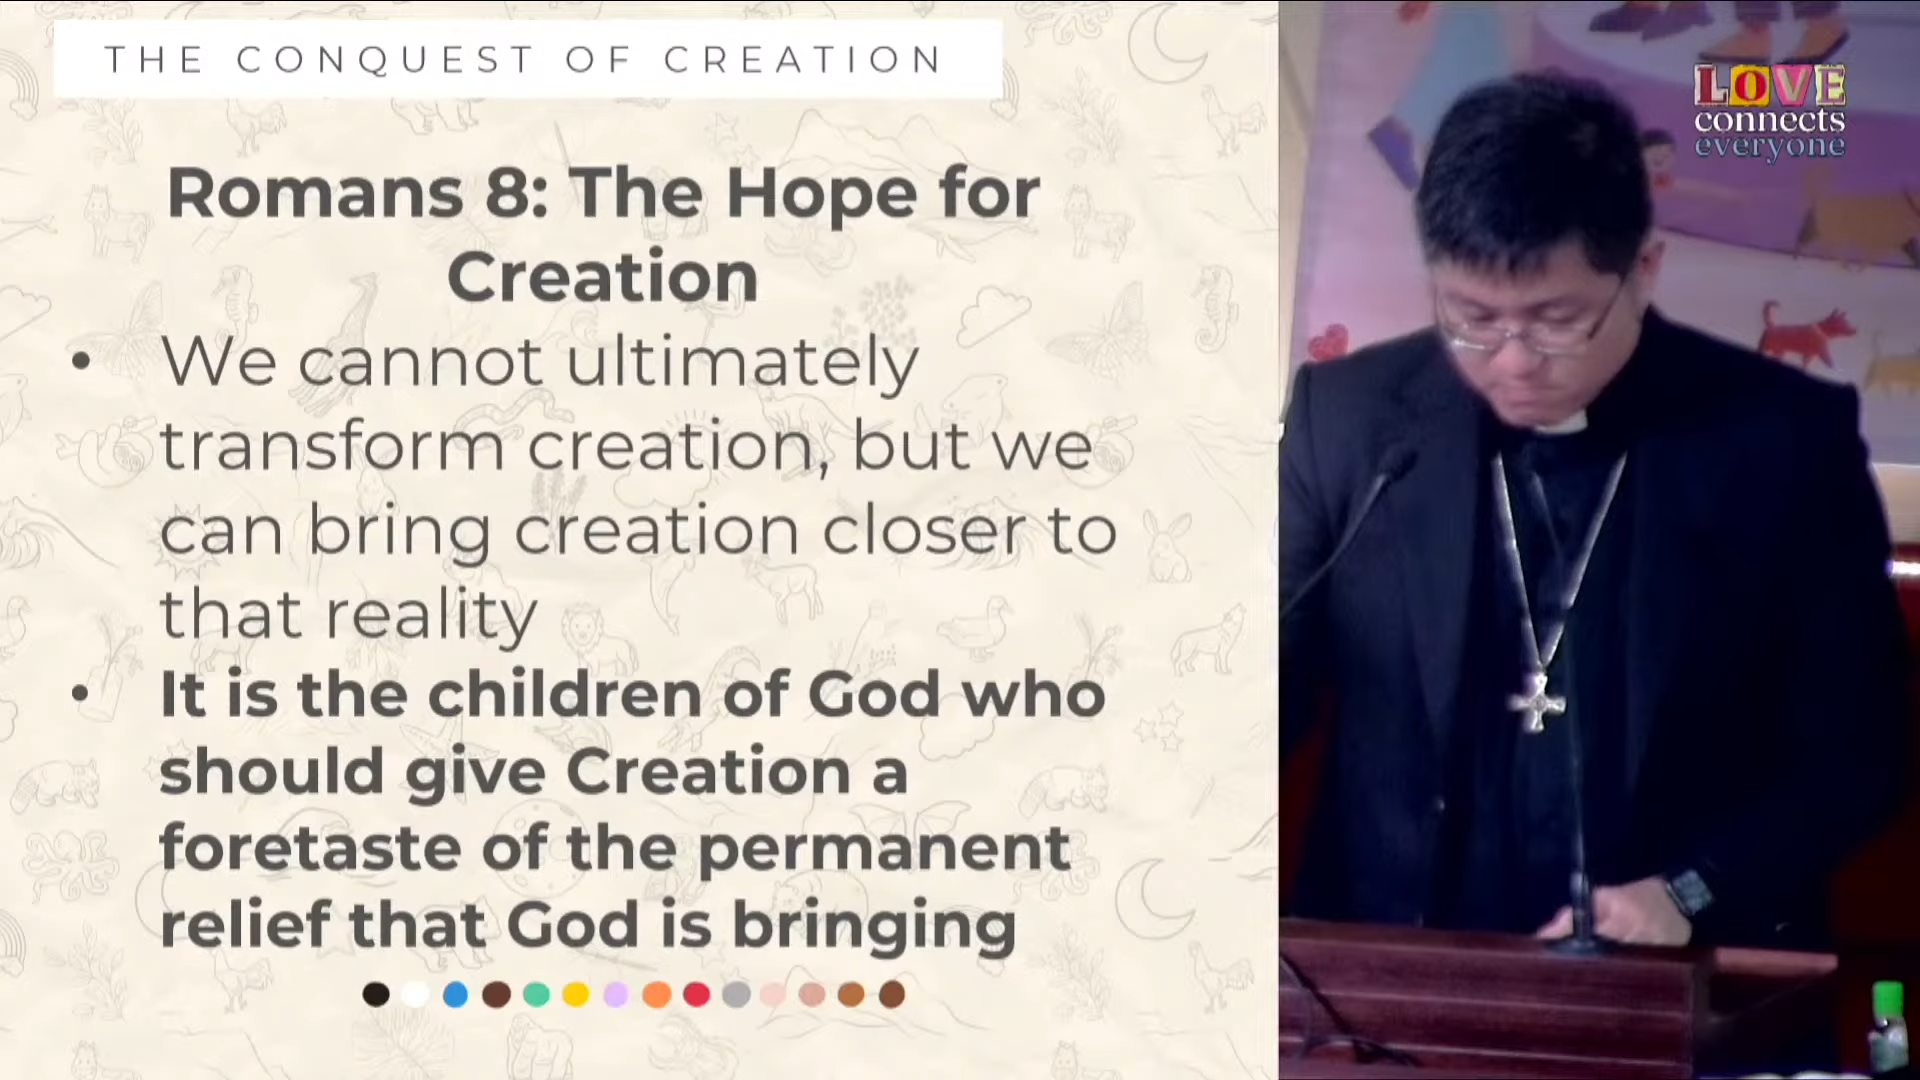 THE CONQUEST OF CREATION
Romans 8: The Hope for
Creation
• We cannot ultimately
transform creation, but we
can bring creation closer to
that reality
• It is the children of God who
should give Creation a
foretaste of the permanent
relief that God is bringing
LOVE
connects
everyone